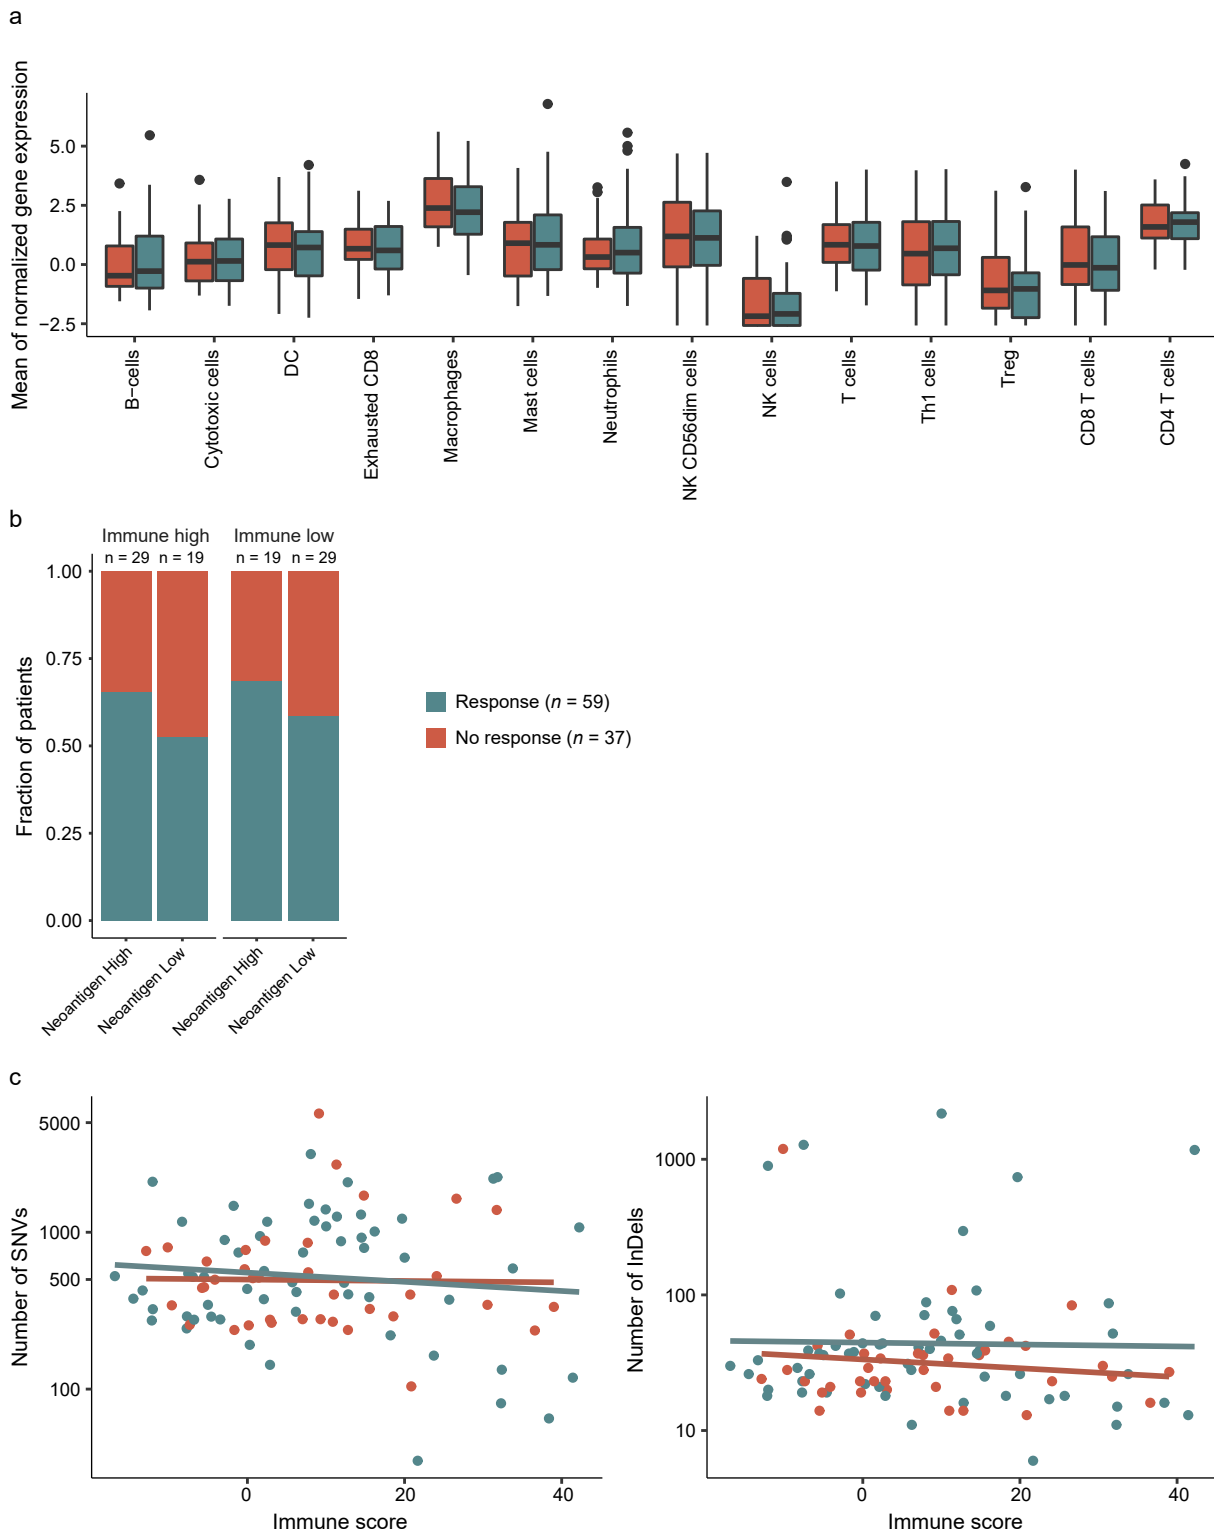 a
Mean of normalized gene expression
5.0
2.5
0.0
−2.5
B−cells
Cytotoxic cells
DC
Exhausted CD8
Macrophages
Mast cells
Neutrophils
NK CD56dim cells
NK cells
T cells
Th1 cells
Treg
CD8 T cells
CD4 T cells
b
Immune high
Immune low
n = 29
n = 19
n = 19
n = 29
Fraction of patients
1.00
0.75
0.50
0.25
0.00
Neoantigen High
Neoantigen Low
Neoantigen High
Neoantigen Low
Response (n = 59)
No response (n = 37)
c
Number of SNVs
5000
1000
500
100
0
20
40
Immune score
Number of InDels
1000
100
10
0
20
40
Immune score